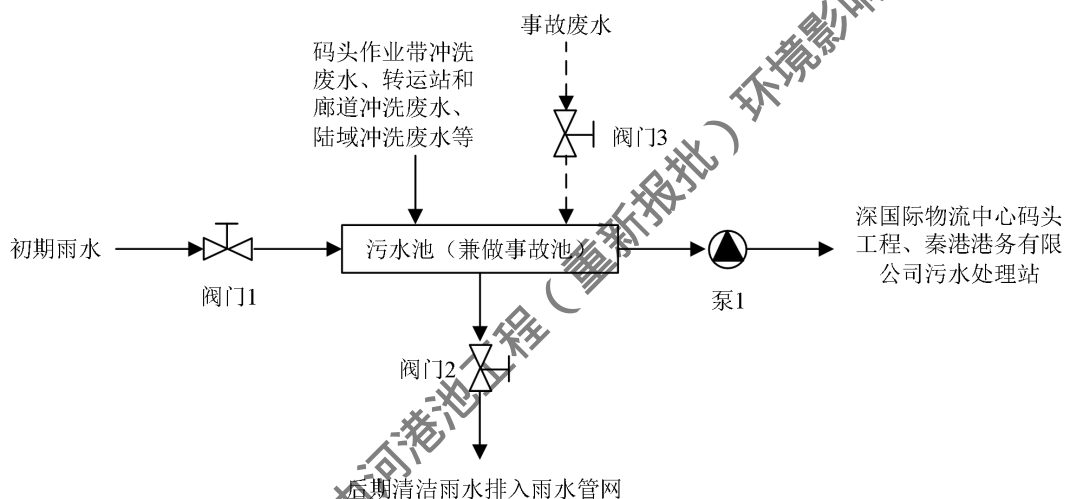 事故废水
码头作业带冲洗
废水、转运站和
廊道冲洗废水、
陆域冲洗废水等
阀门3
初期雨水
阀门1
污水池（兼做事故池）
泵1
深国际物流中心码头
工程、秦港港务有限
公司污水处理站
阀门2
后期清洁雨水排入雨水管网
河港池工程（重新报批）环境影响